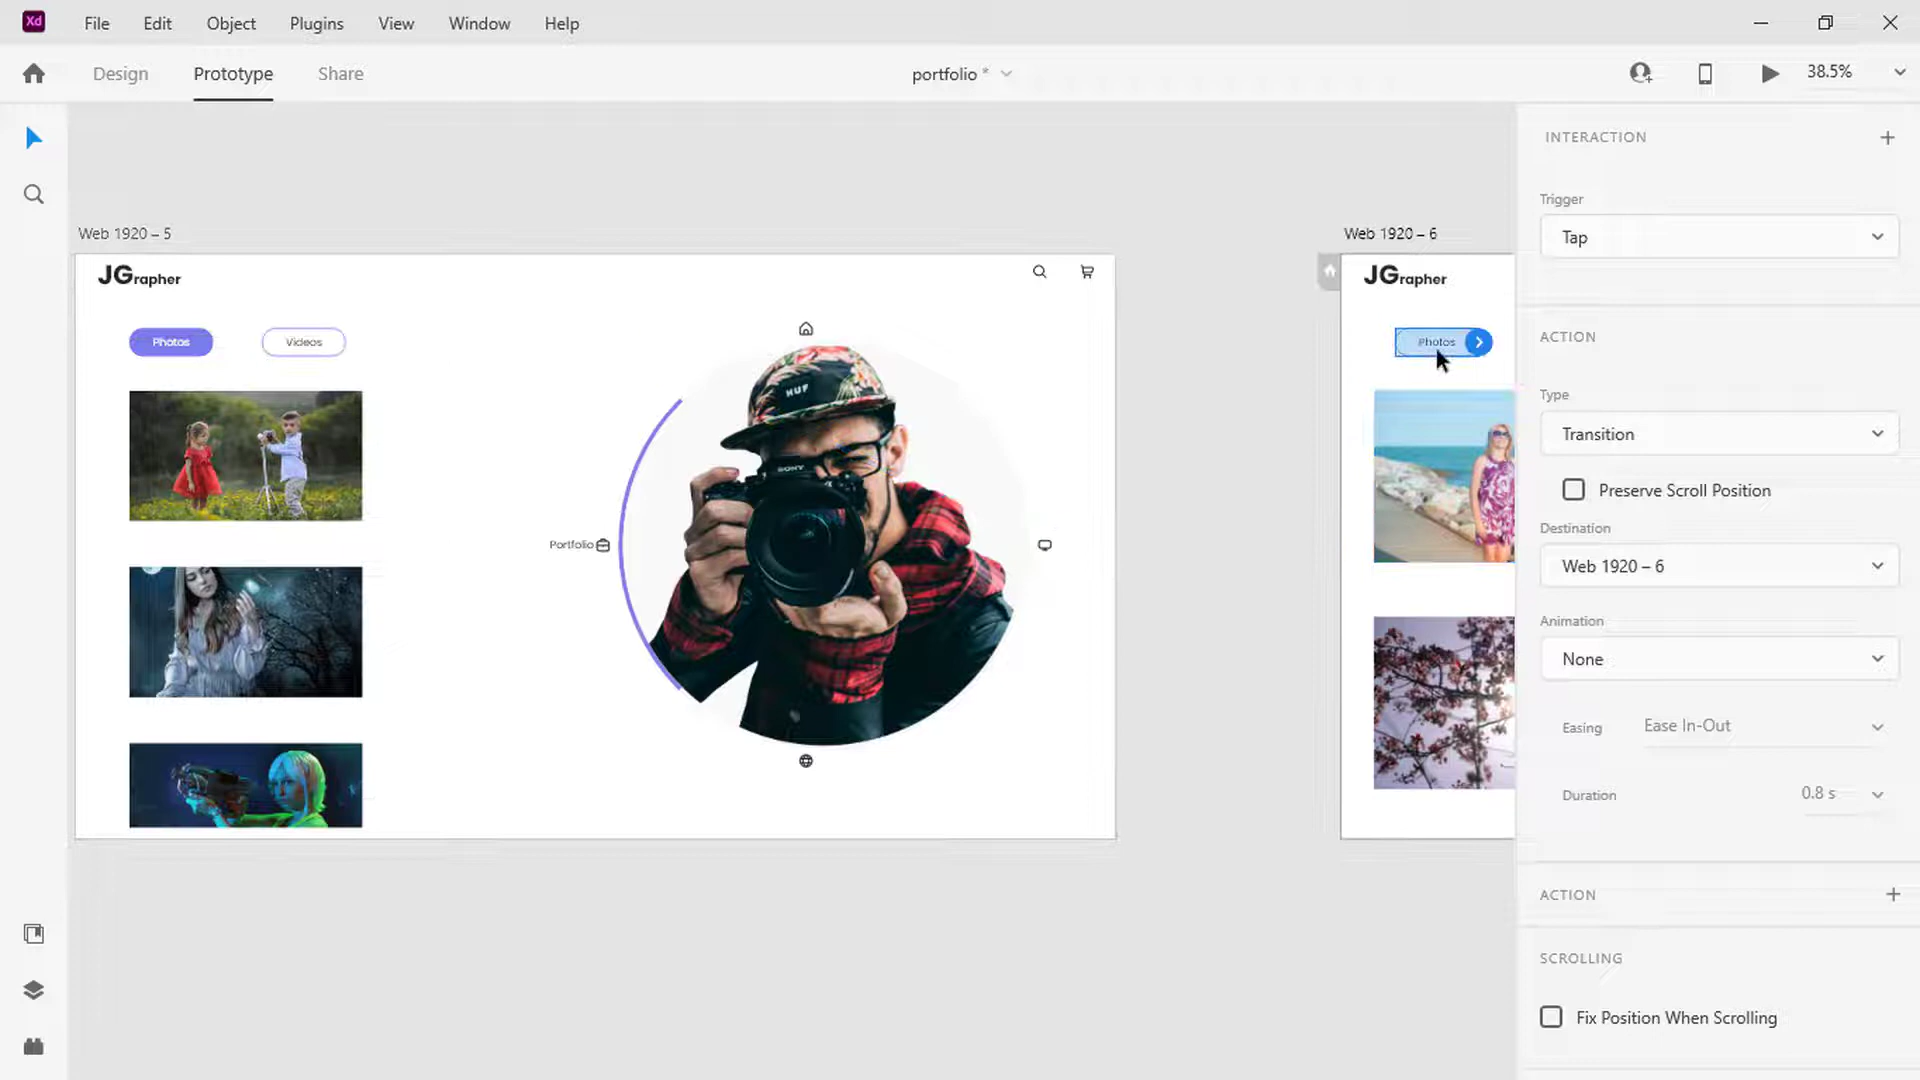 Xd
File Edit Object Plugins View Window Help
Design Prototype Share
portfolio *
38.5%
INTERACTION
Trigger
Tap
ACTION
Type
Transition
Preserve Scroll Position
Destination
Web 1920 – 6
Animation
None
Easing Ease In-Out
Duration 0.8 s
ACTION
SCROLLING
Fix Position When Scrolling
Web 1920 – 5
JGrapher
Photos Videos
HUF
SONY
Portfolio
Web 1920 – 6
JGrapher
Photos